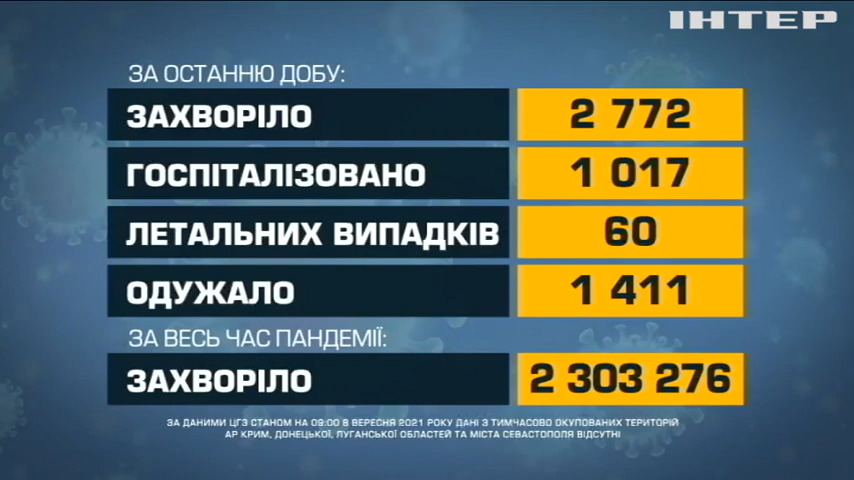 ІНТЕР
ЗА ОСТАННЮ ДОБУ:
ЗАХВОРІЛО 2 772
ГОСПІТАЛІЗОВАНО 1 017
ЛЕТАЛЬНИХ ВИПАДКІВ 60
ОДУЖАЛО 1 411
ЗА ВЕСЬ ЧАС ПАНДЕМІЇ:
ЗАХВОРІЛО 2 303 276
ЗА ДАНИМИ ЦГЗ СТАНОМ НА 09:00 8 ВЕРЕСНЯ 2021 РОКУ ДАНІ З ТИМЧАСОВО ОКУПОВАНИХ ТЕРИТОРІЙ
АР КРИМ, ДОНЕЦЬКОЇ, ЛУГАНСЬКОЇ ОБЛАСТЕЙ ТА МІСТА СЕВАСТОПОЛЯ ВІДСУТНІ